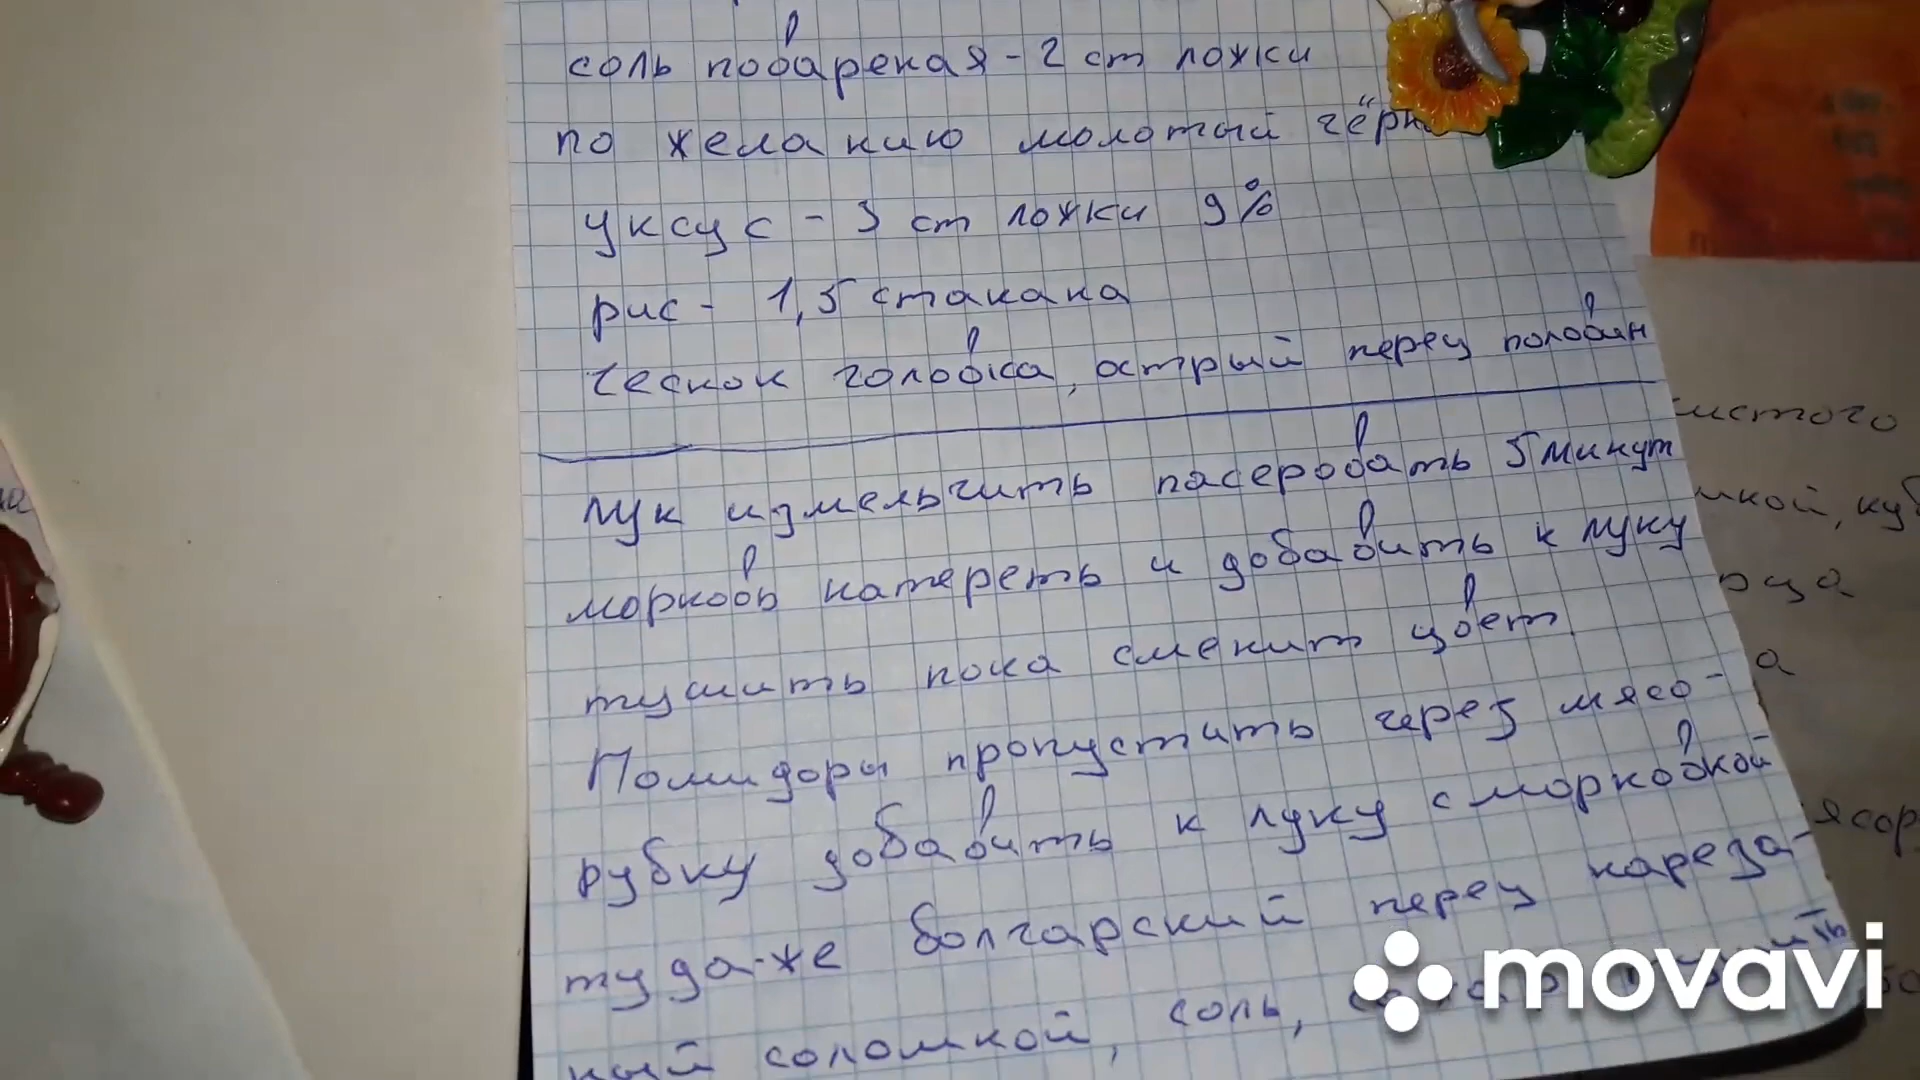 соль повареная - 2 ст ложки
по желанию молотый
уксус - 3 ст ложки 9%
рис - 1,5 стакана
чеснок головка, острый перец половин
лук измельчить пасеровать 5 минут
морковь натереть и добавить к луку
тушить пока сменит цвет.
Помидоры пропустить через мясо-
рубку добавить к луку с морковкой
туда-же болгарский перец нареза-
ный соломкой, соль,
movavi